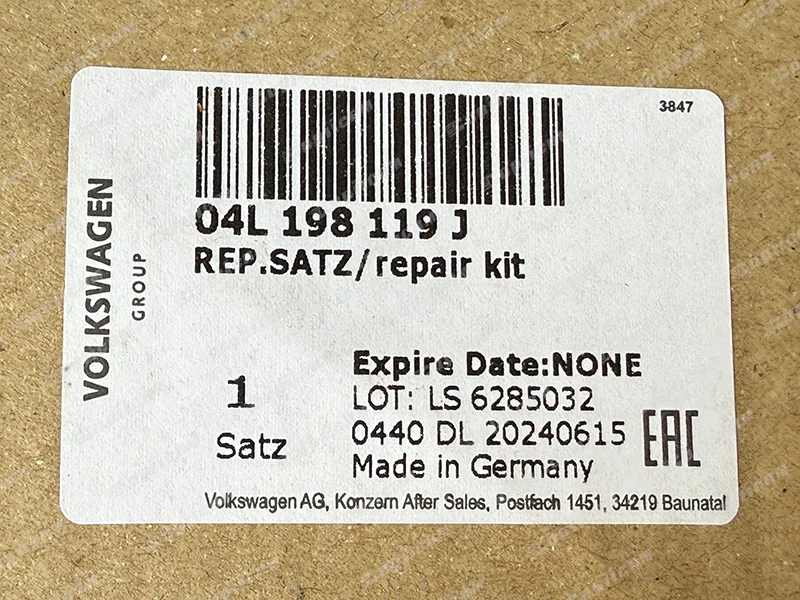 3847
04L 198 119 J
REP.SATZ/repair kit
VOLKSWAGEN
GROUP
1
Satz
Expire Date:NONE
LOT: LS 6285032
0440 DL 20240615
Made in Germany
EAC
Volkswagen AG, Konzern After Sales, Postfach 1451, 34219 Baunatal